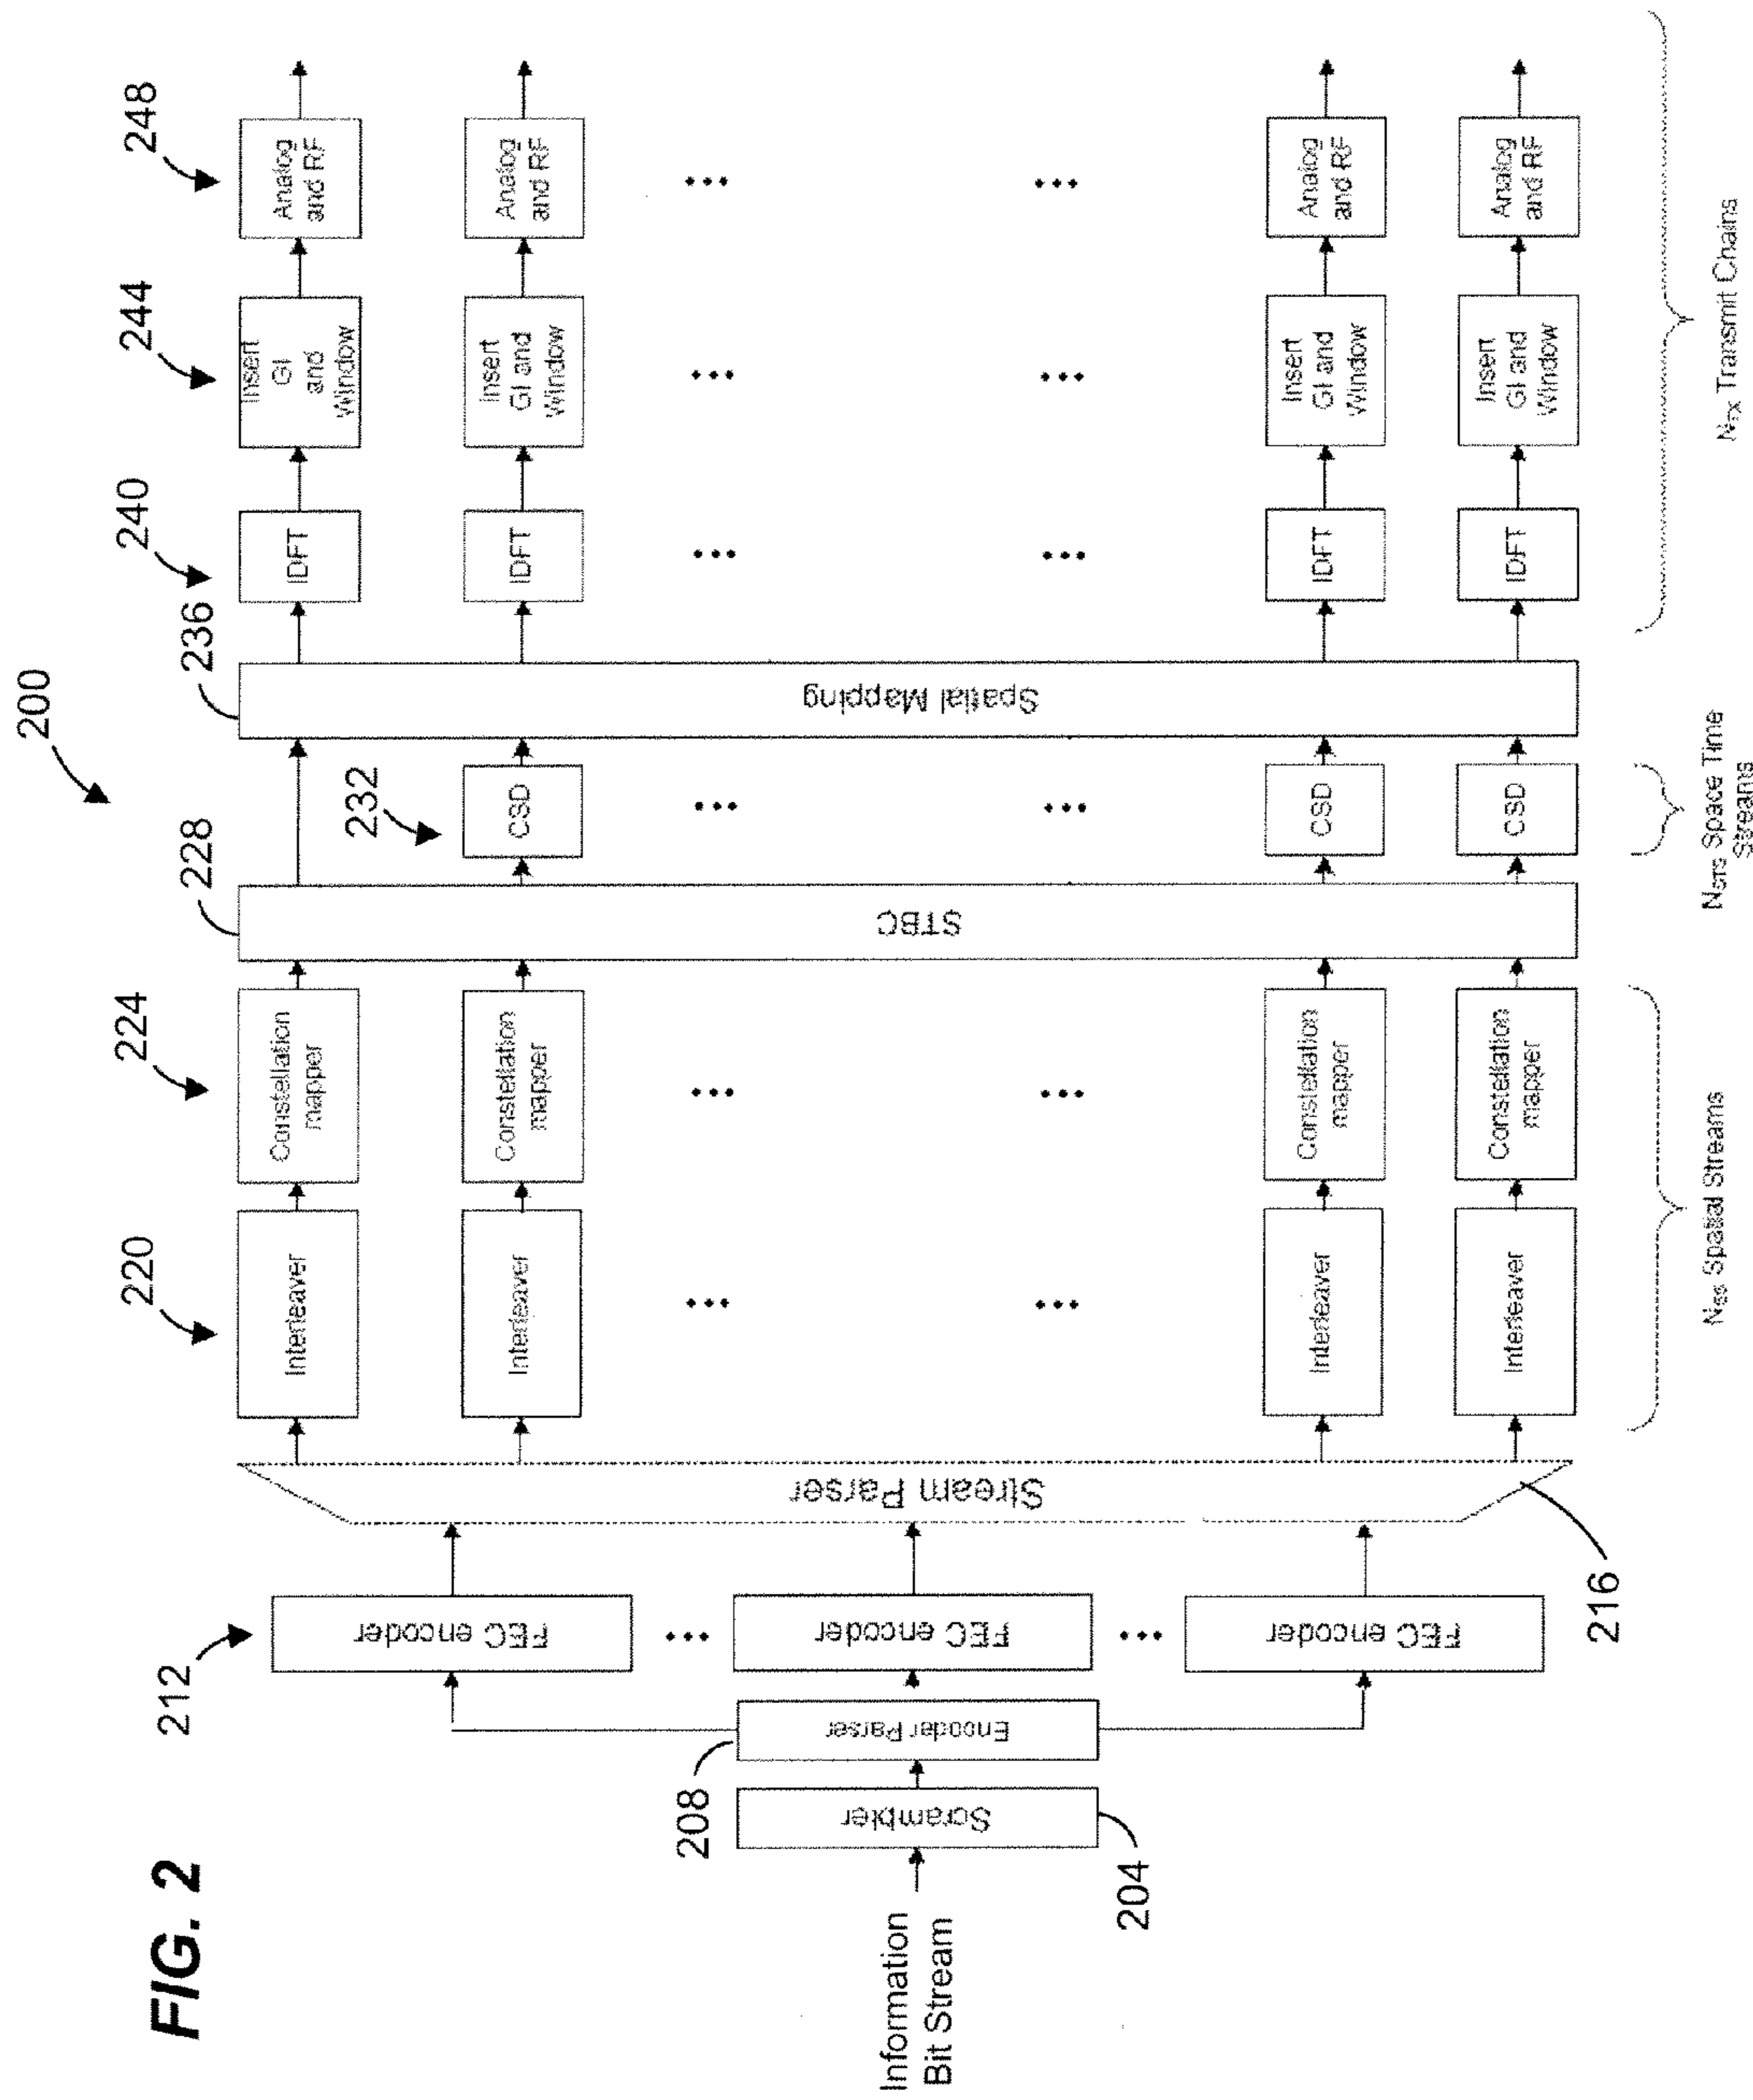 FIG. 2
200
Information
Bit Stream
Scrambler
204
Encoder Parser
208
212
FEC encoder
FEC encoder
FEC encoder
Stream Parser
216
220
Interleaver
Interleaver
Interleaver
Interleaver
224
Constellation
mapper
Constellation
mapper
Constellation
mapper
Constellation
mapper
NSS Spatial Streams
STBC
228
232
CSD
CSD
CSD
NSTS Space Time
Streams
Spatial Mapping
236
240
IDFT
IDFT
IDFT
IDFT
244
Insert
GI
and
Window
Insert
GI and
Window
Insert
GI and
Window
Insert
GI and
Window
248
Analog
and RF
Analog
and RF
Analog
and RF
Analog
and RF
NTX Transmit Chains